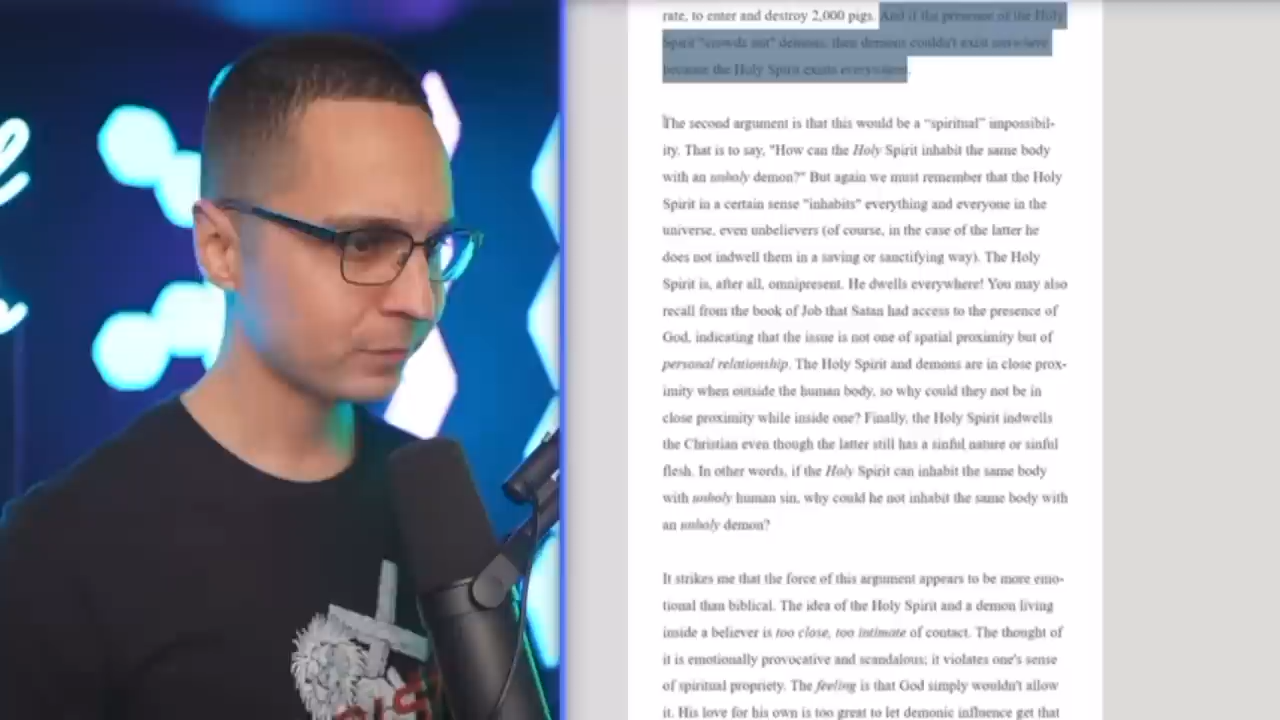 rate, to enter and destroy 2,000 pigs. And if the presence of the Holy
Spirit "crowds out" demons, then demons couldn't exist anywhere
because the Holy Spirit exists everywhere.
The second argument is that this would be a “spiritual” impossibil-
ity. That is to say, "How can the Holy Spirit inhabit the same body
with an unholy demon?" But again we must remember that the Holy
Spirit in a certain sense "inhabits" everything and everyone in the
universe, even unbelievers (of course, in the case of the latter he
does not indwell them in a saving or sanctifying way). The Holy
Spirit is, after all, omnipresent. He dwells everywhere! You may also
recall from the book of Job that Satan had access to the presence of
God, indicating that the issue is not one of spatial proximity but of
personal relationship. The Holy Spirit and demons are in close prox-
imity when outside the human body, so why could they not be in
close proximity while inside one? Finally, the Holy Spirit indwells
the Christian even though the latter still has a sinful nature or sinful
flesh. In other words, if the Holy Spirit can inhabit the same body
with unholy human sin, why could he not inhabit the same body with
an unholy demon?
It strikes me that the force of this argument appears to be more emo-
tional than biblical. The idea of the Holy Spirit and a demon living
inside a believer is too close, too intimate of contact. The thought of
it is emotionally provocative and scandalous; it violates one's sense
of spiritual propriety. The feeling is that God simply wouldn't allow
it. His love for his own is too great to let demonic influence get that